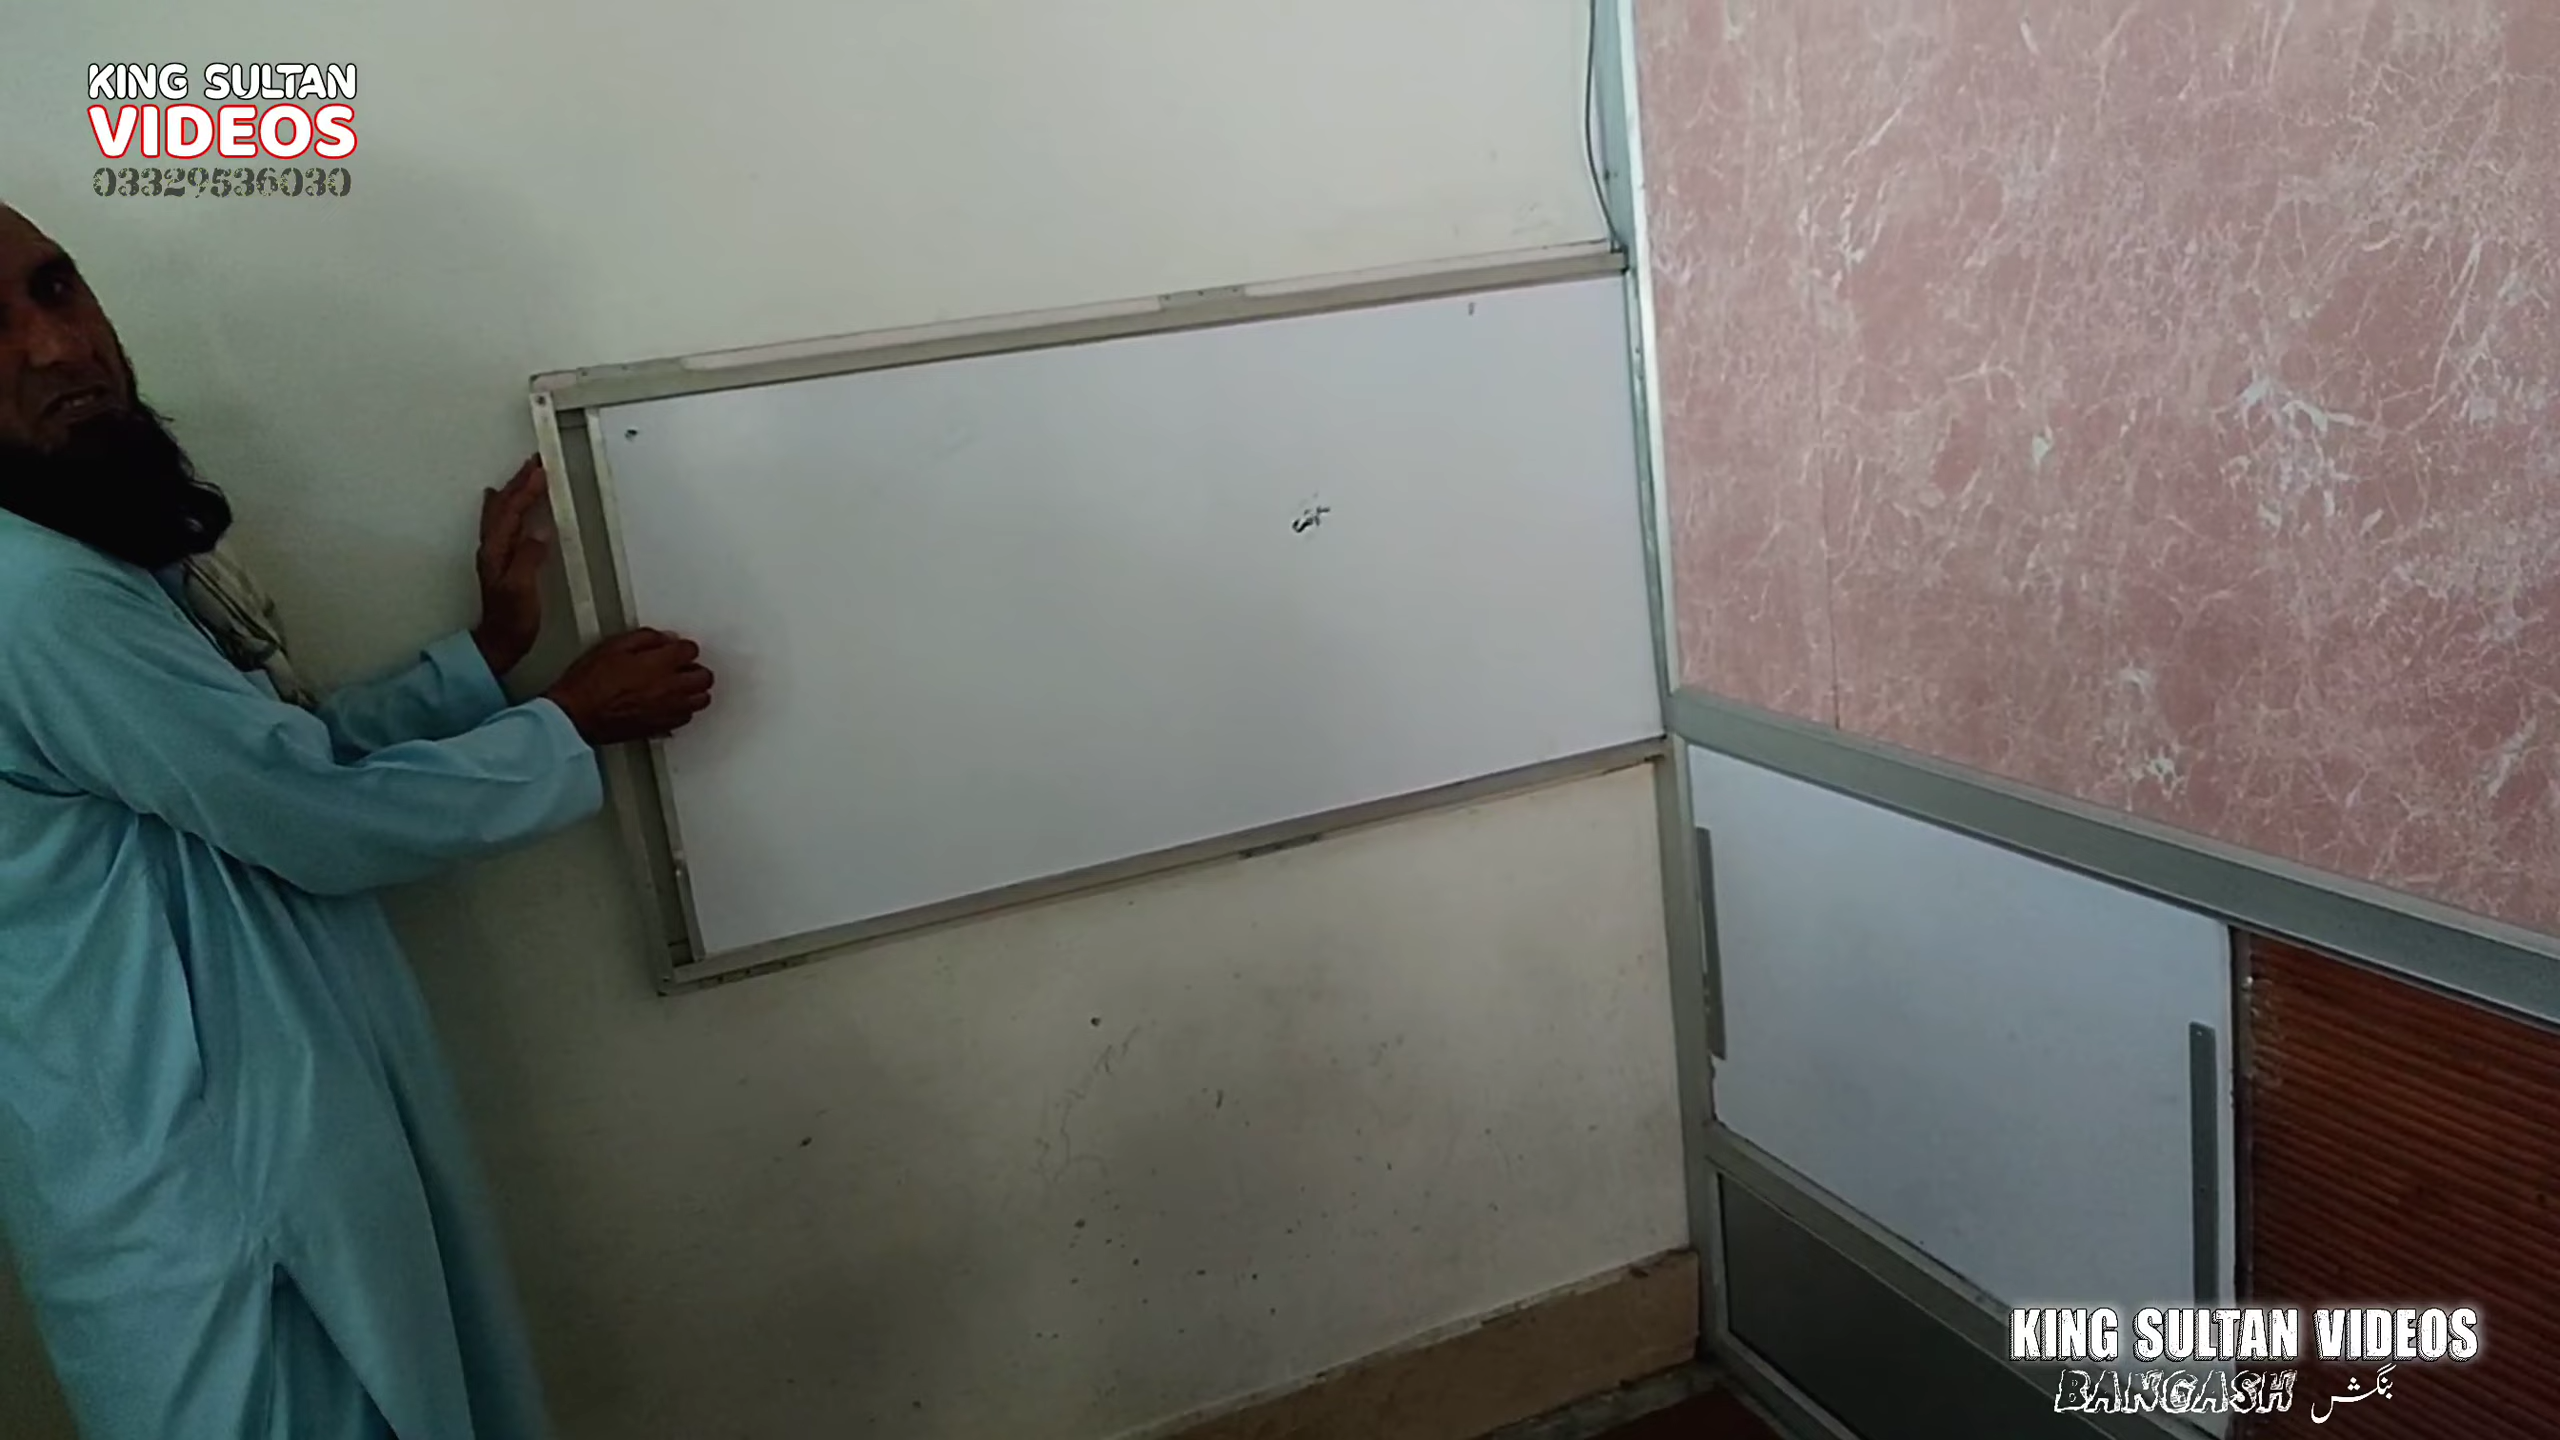 KING SULTAN
VIDEOS
03329536030
KING SULTAN VIDEOS
BANGASH بنگش